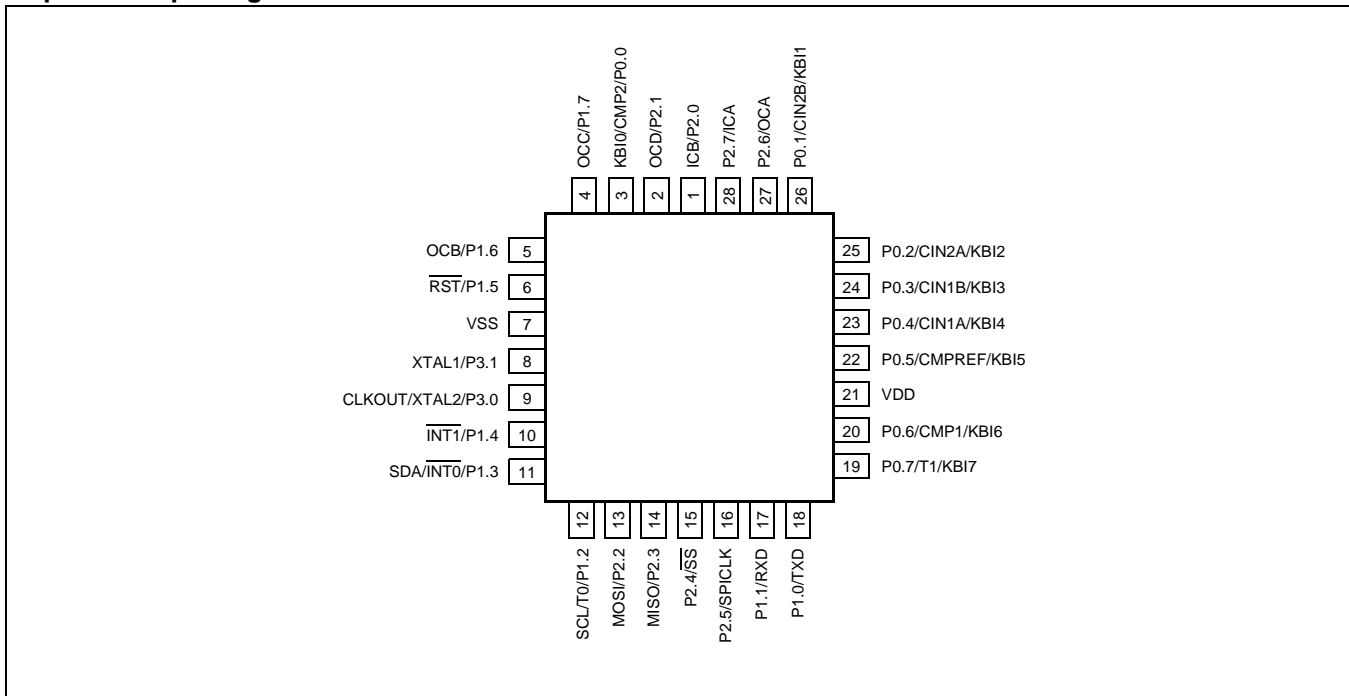 OCC/P1.7
KBI0/CMP2/P0.0
OCD/P2.1
ICB/P2.0
P2.7/ICA
P2.6/OCA
P0.1/CIN2B/KBI1
4
3
2
1
28
27
26
OCB/P1.6 5
RST/P1.5 6
VSS 7
XTAL1/P3.1 8
CLKOUT/XTAL2/P3.0 9
INT1/P1.4 10
SDA/INT0/P1.3 11
25 P0.2/CIN2A/KBI2
24 P0.3/CIN1B/KBI3
23 P0.4/CIN1A/KBI4
22 P0.5/CMPREF/KBI5
21 VDD
20 P0.6/CMP1/KBI6
19 P0.7/T1/KBI7
12
13
14
15
16
17
18
SCL/T0/P1.2
MOSI/P2.2
MISO/P2.3
P2.4/SS
P2.5/SPICLK
P1.1/RXD
P1.0/TXD